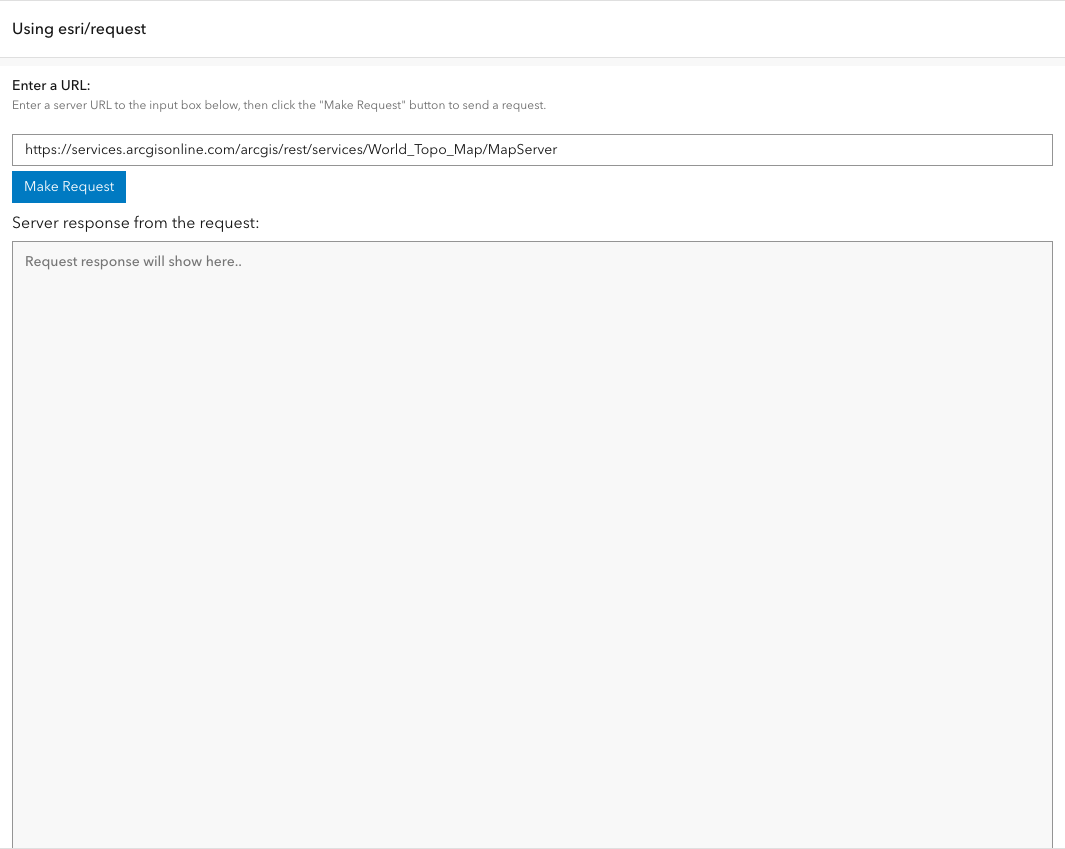 Using esri/request
Enter a URL:
Enter a server URL to the input box below, then click the "Make Request" button to send a request.
https://services.arcgisonline.com/arcgis/rest/services/World_Topo_Map/MapServer
Make Request
Server response from the request:
Request response will show here..